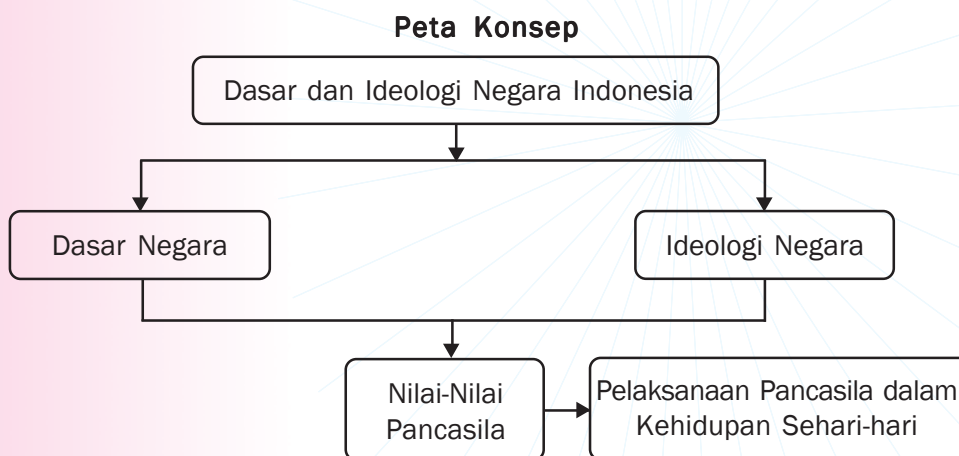 Peta Konsep
Dasar dan Ideologi Negara Indonesia
Dasar Negara
Ideologi Negara
Nilai-Nilai
Pancasila
Pelaksanaan Pancasila dalam
Kehidupan Sehari-hari